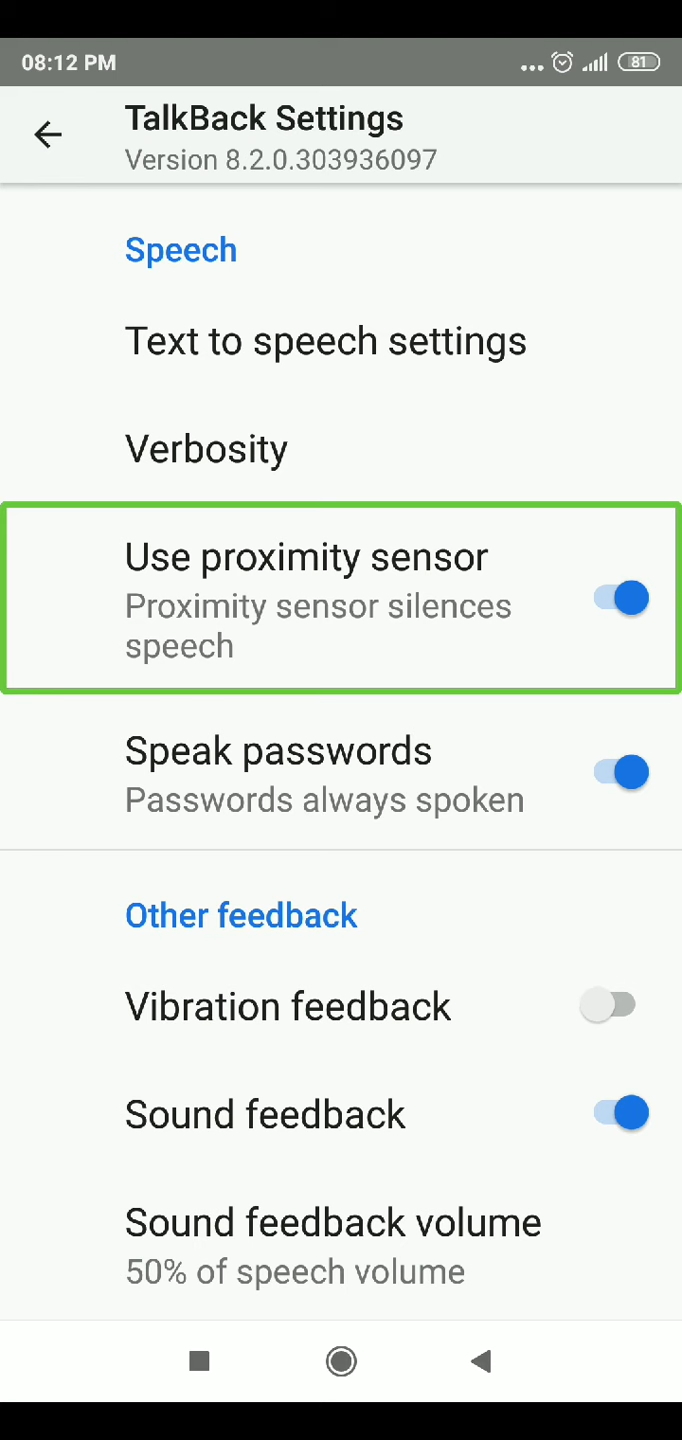 08:12 PM
81
TalkBack Settings
Version 8.2.0.303936097
Speech
Text to speech settings
Verbosity
Use proximity sensor
Proximity sensor silences
speech
Speak passwords
Passwords always spoken
Other feedback
Vibration feedback
Sound feedback
Sound feedback volume
50% of speech volume